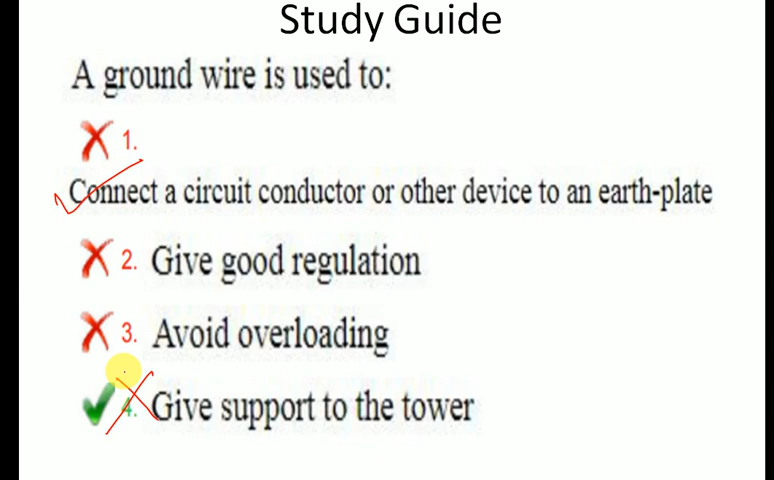 Study Guide
A ground wire is used to:
1.
Connect a circuit conductor or other device to an earth-plate
2. Give good regulation
3. Avoid overloading
4. Give support to the tower